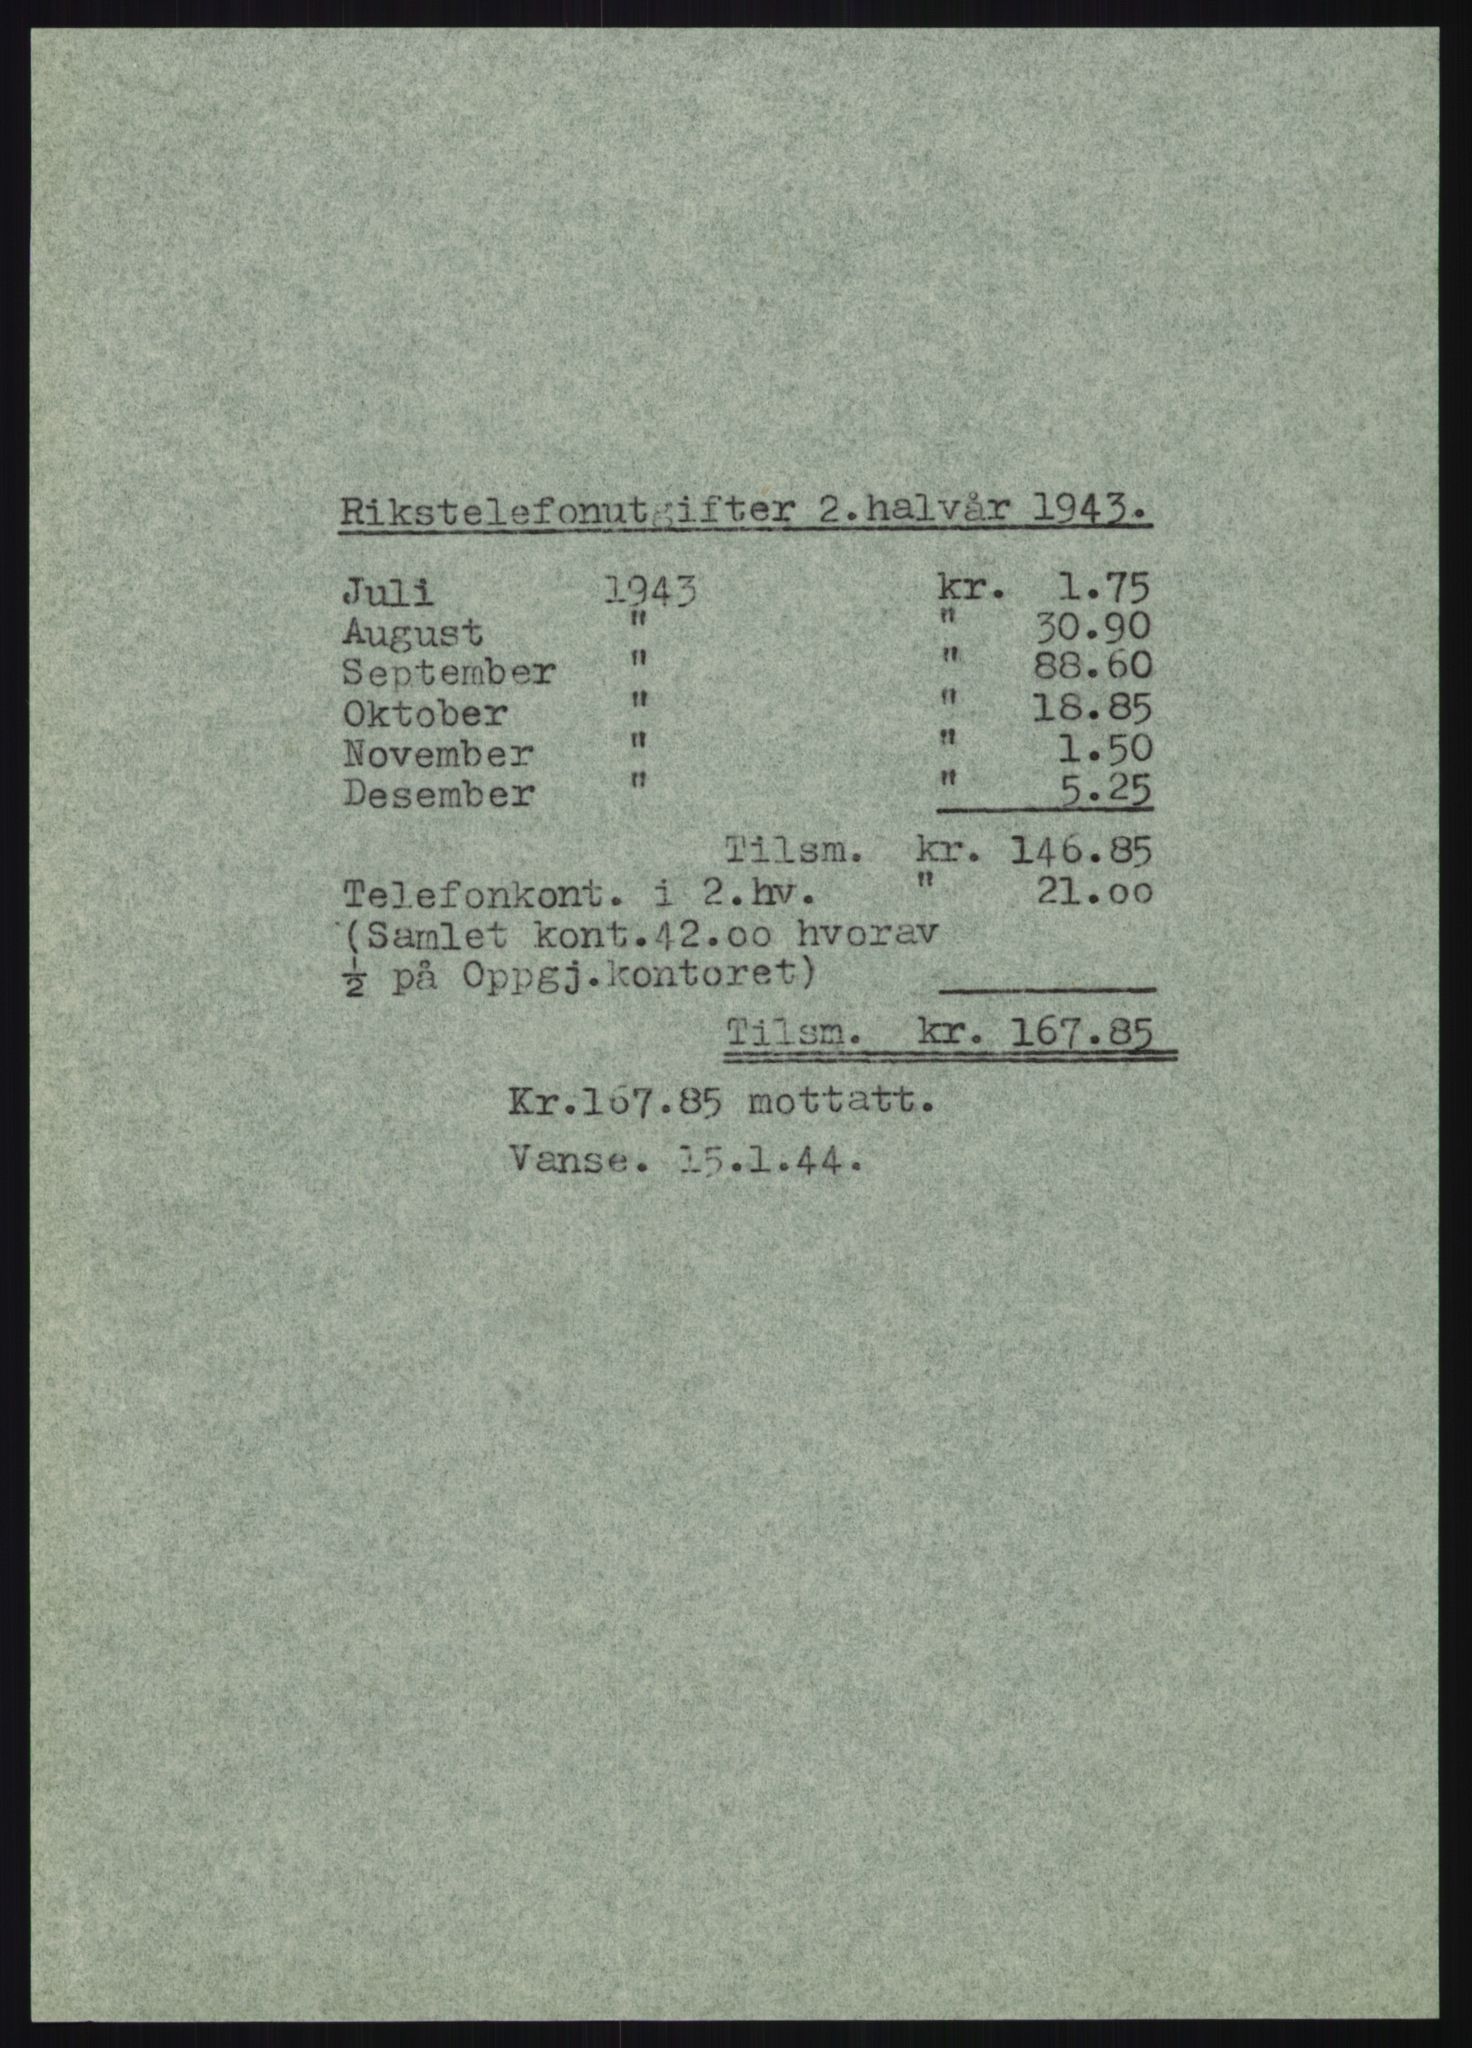 Rikstelefonutgifter 2.halvår 1943.
Juli 1943 kr. 1.75
August " " 30.90
September " " 88.60
Oktober " " 18.85
November " " 1.50
Desember " " 5.25
Tilsm. kr. 146.85
Telefonkont. i 2.hv. " 21.oo
(Samlet kont.42.oo hvorav
½ på Oppgj.kontoret)
Tilsm. kr. 167.85
Kr.167.85 mottatt.
Vanse. 15.1.44.